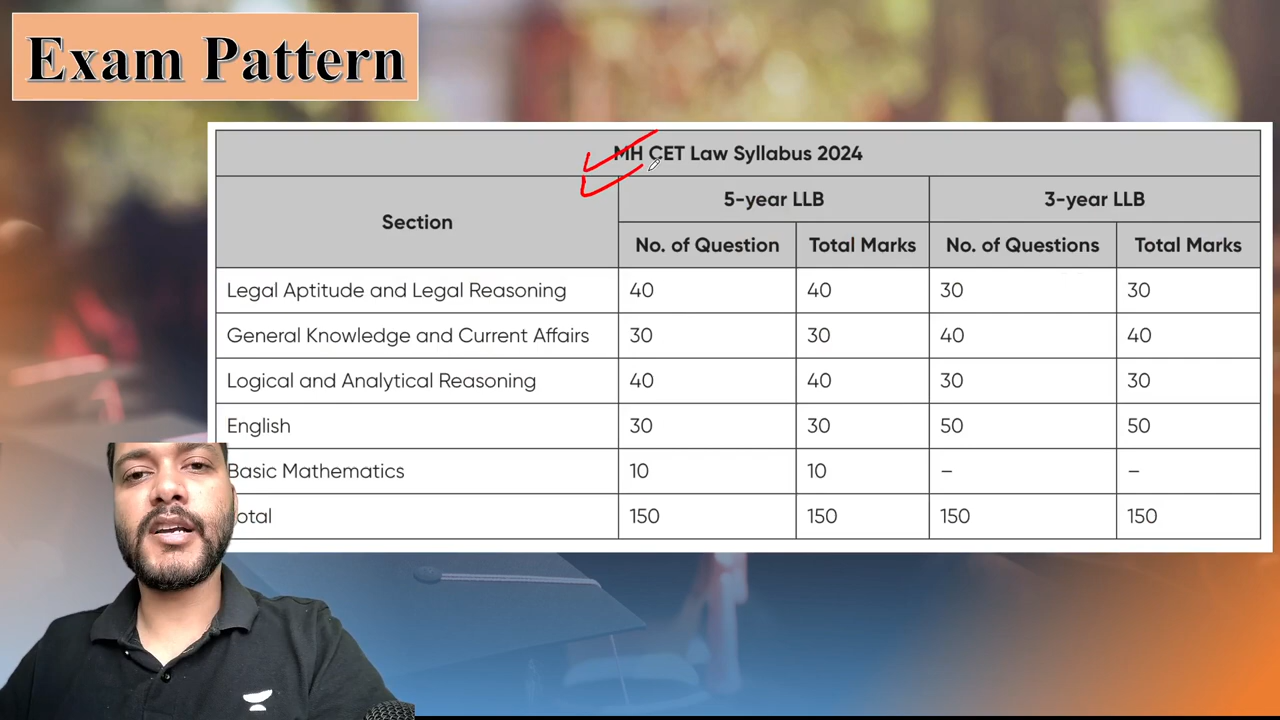 Exam Pattern
MH CET Law Syllabus 2024
Section 5-year LLB 3-year LLB
No. of Question Total Marks No. of Questions Total Marks
Legal Aptitude and Legal Reasoning 40 40 30 30
General Knowledge and Current Affairs 30 30 40 40
Logical and Analytical Reasoning 40 40 30 30
English 30 30 50 50
Basic Mathematics 10 10 – –
otal 150 150 150 150